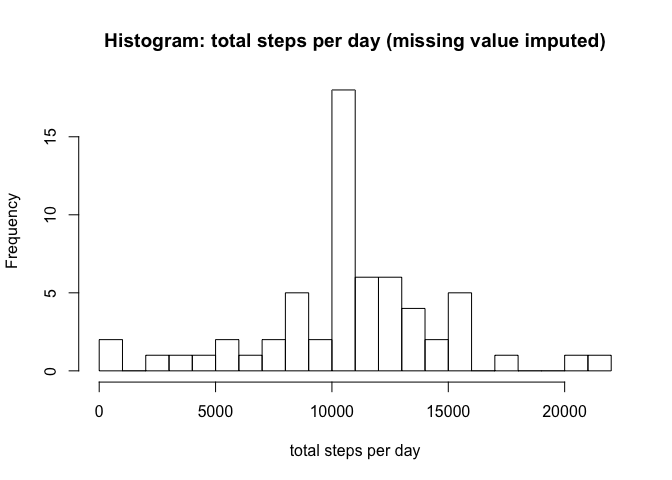 Histogram: total steps per day (missing value imputed)
Frequency
15
10
5
0
0 5000 10000 15000 20000
total steps per day